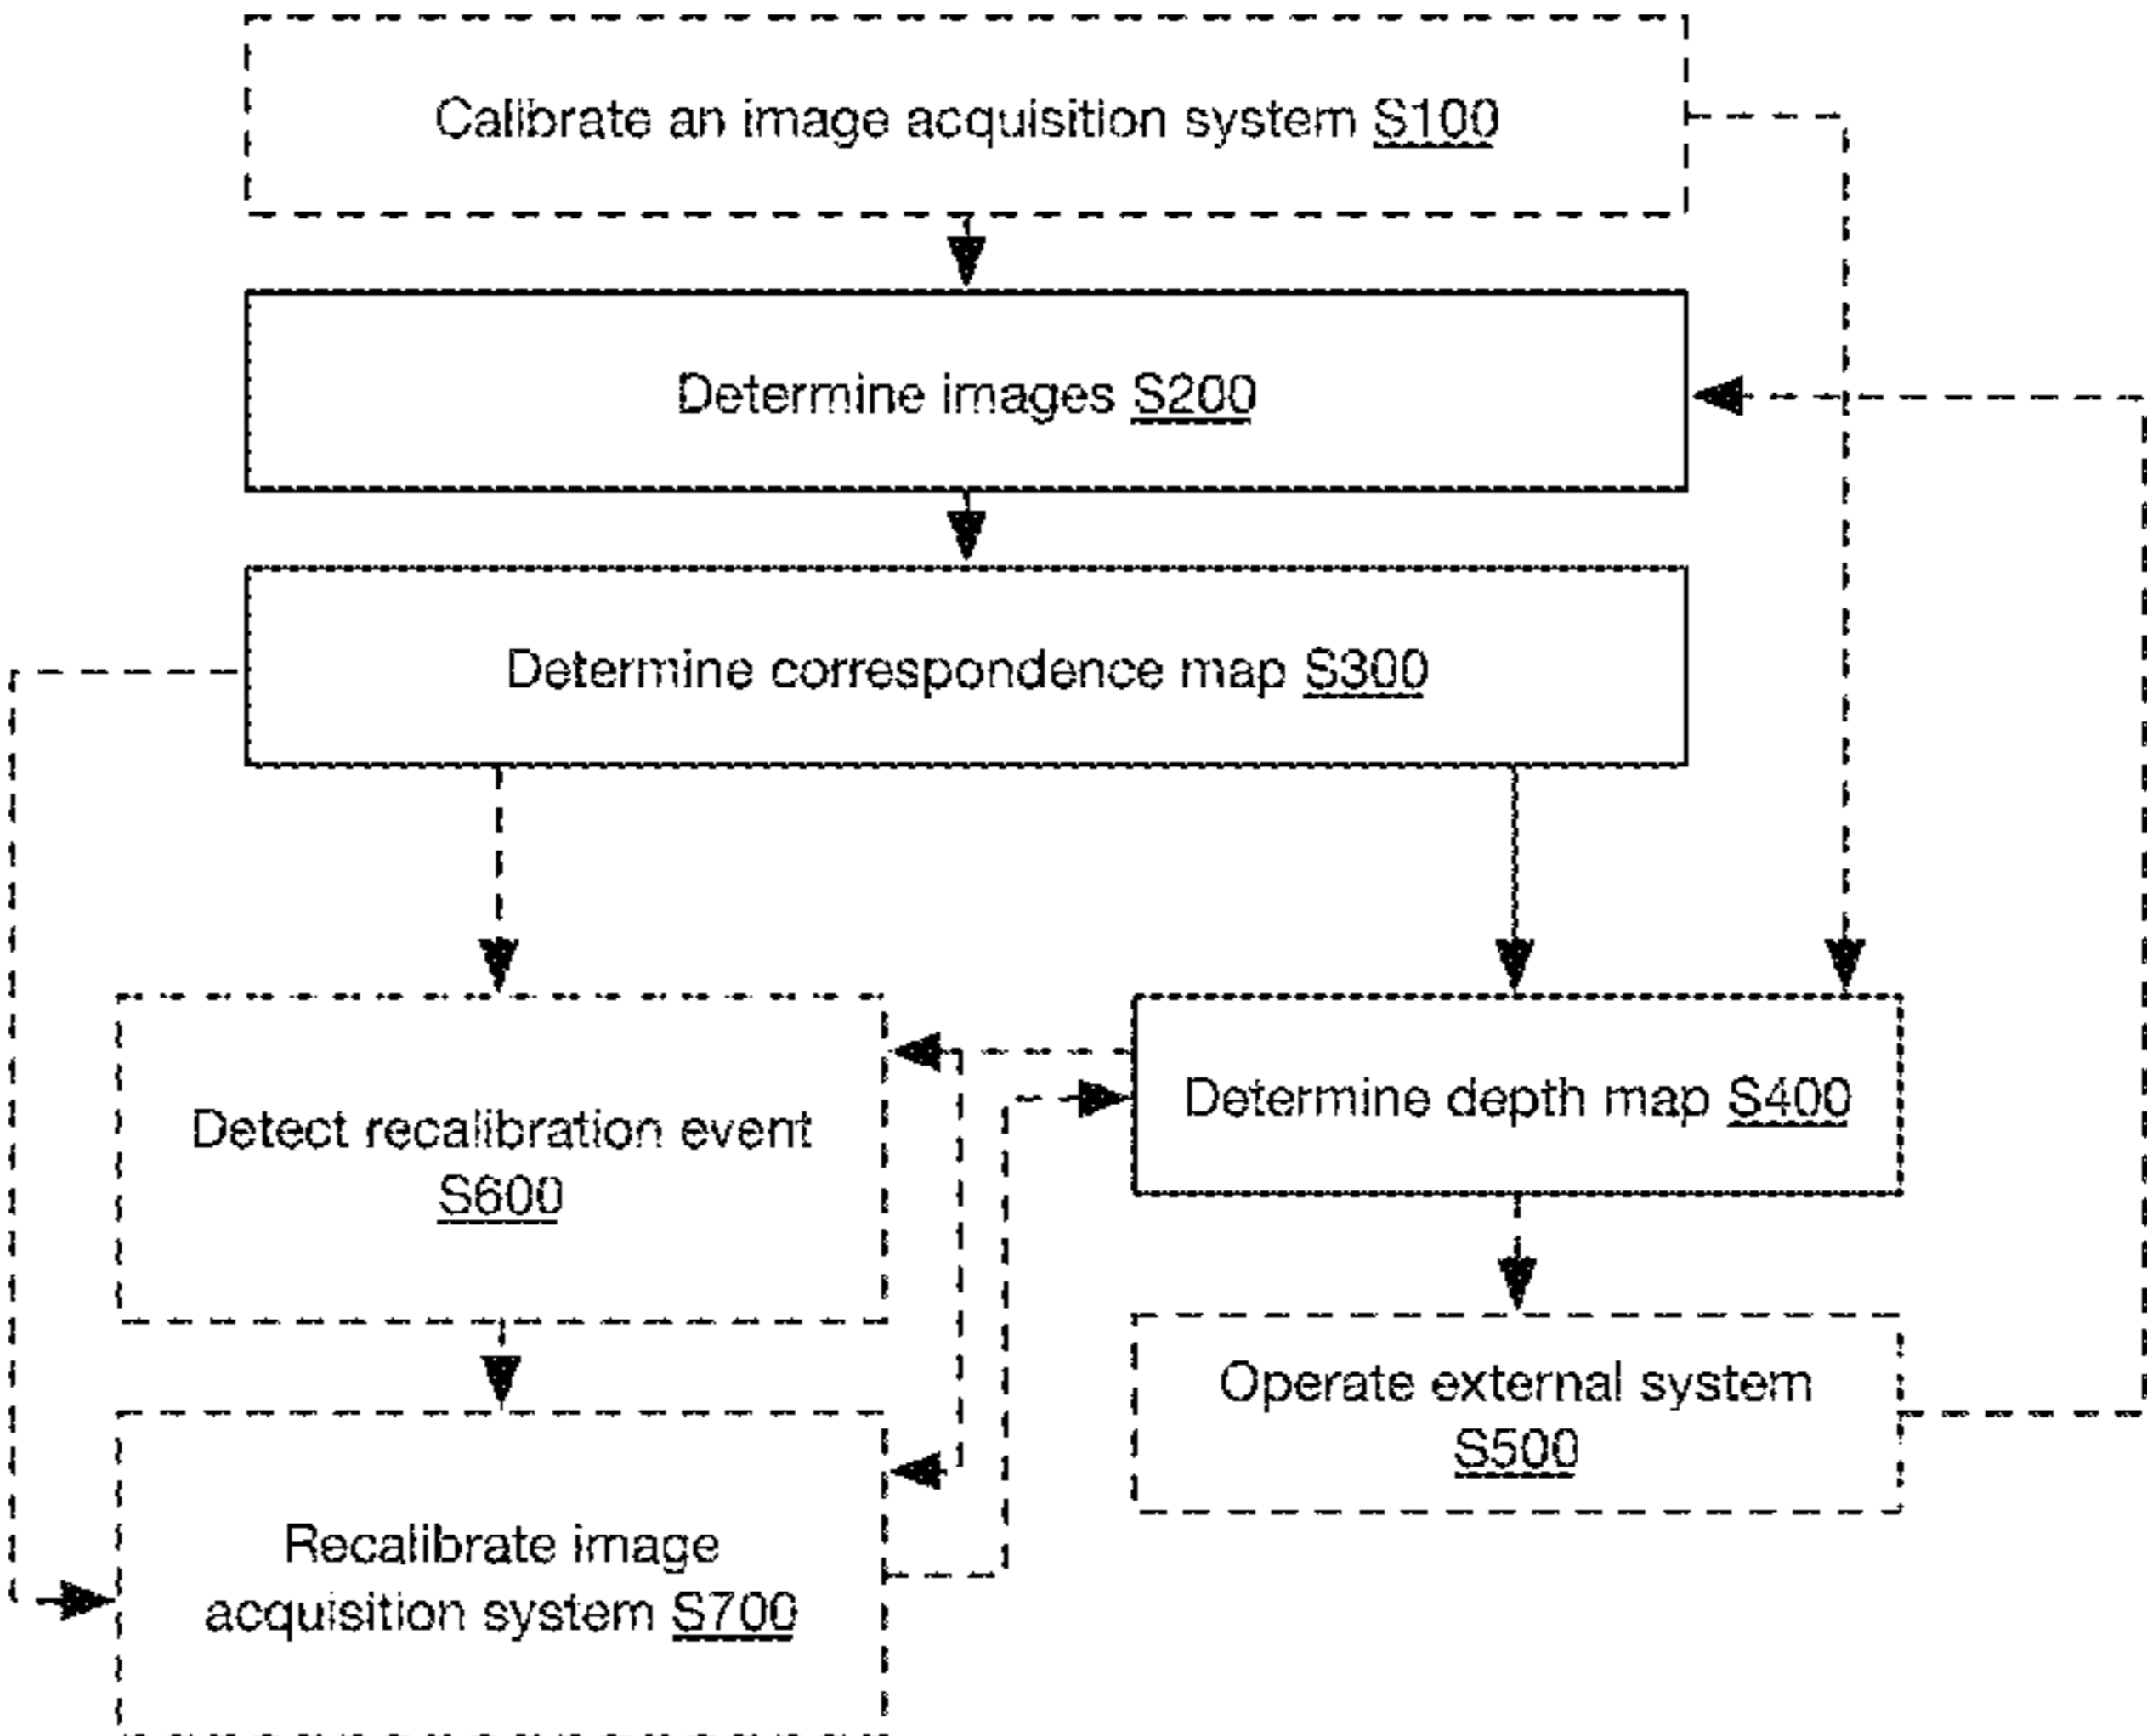 Calibrate an image acquisition system S100
Determine images S200
Determine correspondence map S300
Detect recalibration event
S600
Determine depth map S400
Operate external system
S500
Recalibrate image
acquisition system S700